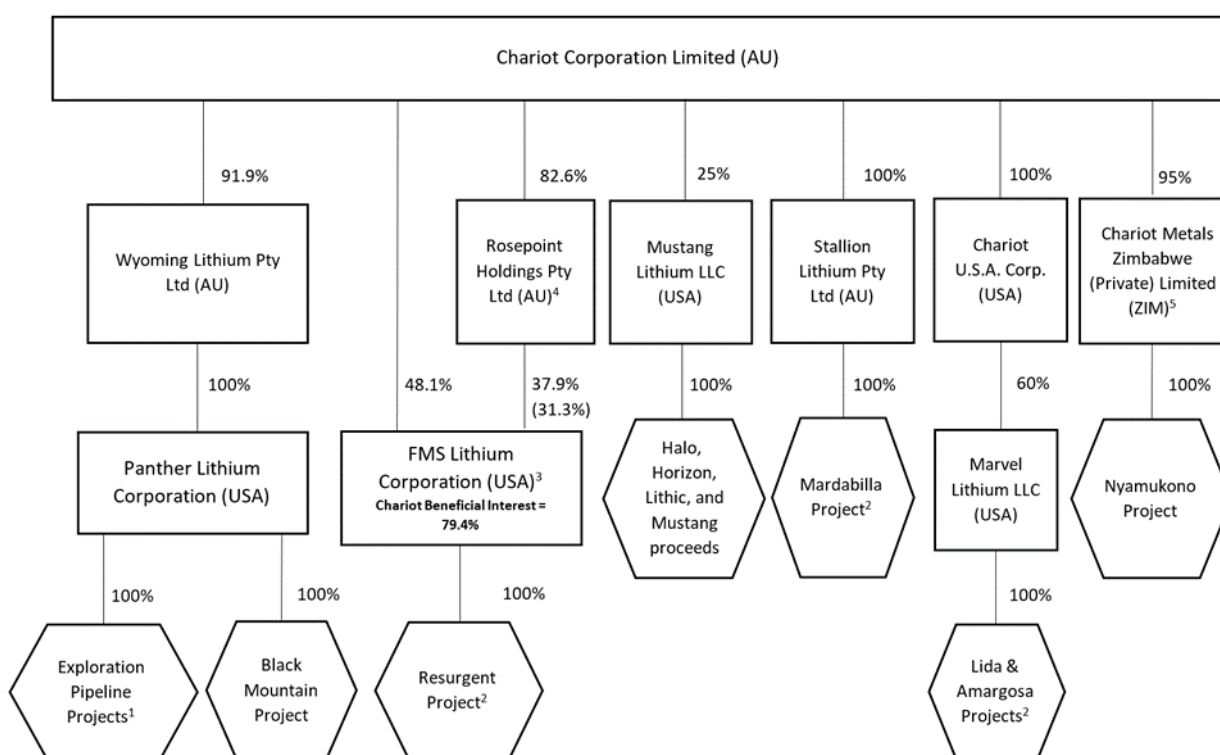 Chariot Corporation Limited (AU)
91.9%
82.6%
25%
100%
100%
95%
Wyoming Lithium Pty
Ltd (AU)
Rosepoint
Holdings Pty
Ltd (AU)⁴
Mustang
Lithium LLC
(USA)
Stallion
Lithium Pty
Ltd (AU)
Chariot
U.S.A. Corp.
(USA)
Chariot Metals
Zimbabwe
(Private) Limited
(ZIM)⁵
100%
48.1%
37.9%
(31.3%)
100%
100%
60%
100%
Panther Lithium
Corporation (USA)
FMS Lithium
Corporation (USA)³
Chariot Beneficial Interest =
79.4%
Halo,
Horizon,
Lithic, and
Mustang
proceeds
Mardabilla
Project²
Marvel
Lithium LLC
(USA)
Nyamukono
Project
100%
100%
100%
100%
Exploration
Pipeline
Projects¹
Black
Mountain
Project
Resurgent
Project²
Lida &
Amargosa
Projects²